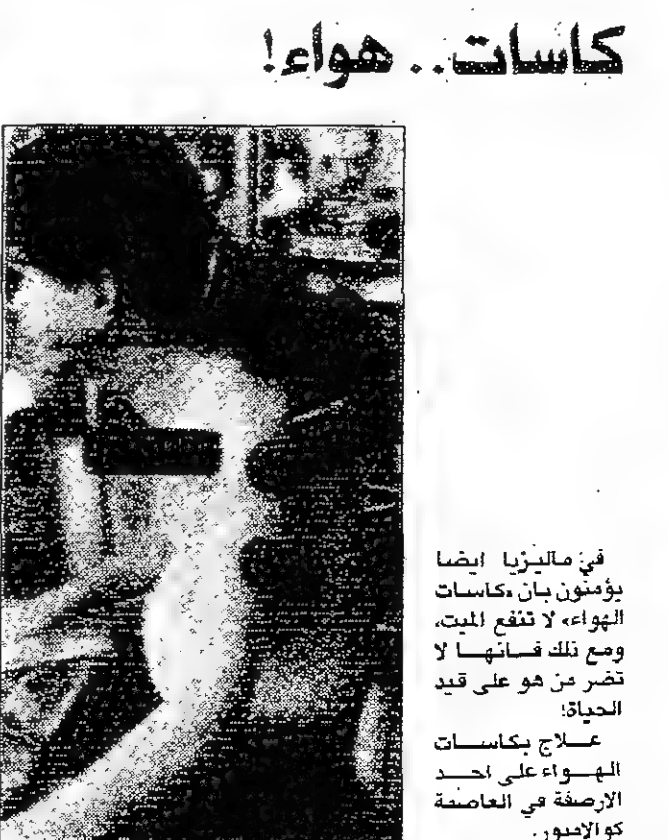 كاسات.. هواء!
في ماليزيا ايضا
يؤمنون بان «كاسات
الهواء» لا تنفع الميت،
ومع ذلك فانها لا
تضر من هو على قيد
الحياة!
علاج بكاسات
الهواء على احد
الارصفة في العاصمة
كوالامبور.